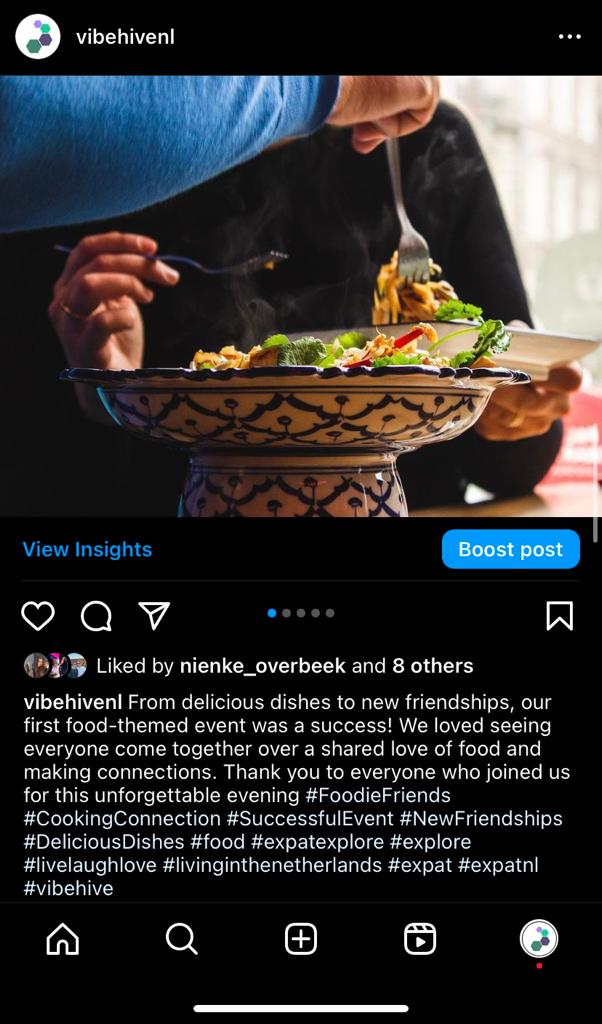 vibehivenl
View Insights
Boost post
Liked by nienke_overbeek and 8 others
vibehivenl From delicious dishes to new friendships, our
first food-themed event was a success! We loved seeing
everyone come together over a shared love of food and
making connections. Thank you to everyone who joined us
for this unforgettable evening #FoodieFriends
#CookingConnection #SuccessfulEvent #NewFriendships
#DeliciousDishes #food #expatexplore #explore
#livelaughlove #livinginthenetherlands #expat #expatnl
#vibehive